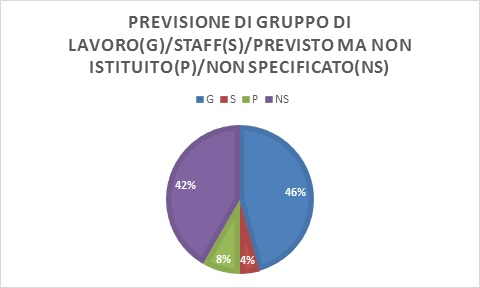 PREVISIONE DI GRUPPO DI
LAVORO(G)/STAFF(S)/PREVISTO MA NON
ISTITUITO(P)/NON SPECIFICATO(NS)
G S P NS
42%
46%
8%
4%